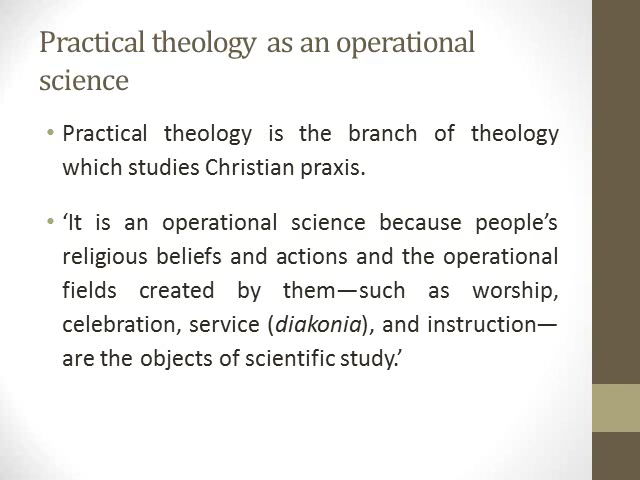 Practical theology as an operational
science
• Practical theology is the branch of theology
which studies Christian praxis.
• ‘It is an operational science because people’s
religious beliefs and actions and the operational
fields created by them—such as worship,
celebration, service (diakonia), and instruction—
are the objects of scientific study.’